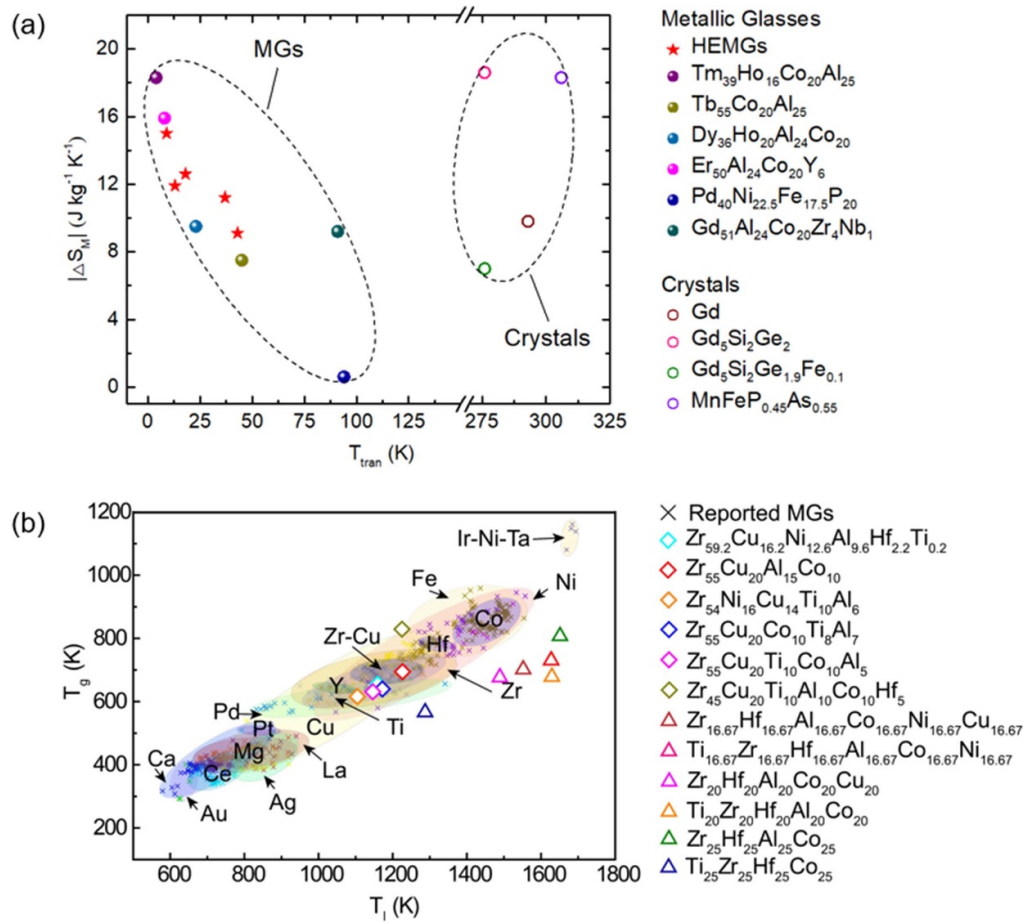 (a)
20
16
12
8
4
0
|△S_M| (J kg⁻¹ K⁻¹)
MGs
Crystals
0 25 50 75 100 125 275 300
T_tran (K)
Metallic Glasses
HEMGs
Tm₃₉Ho₁₆Co₂₀Al₂₅
Tb₅₅Co₂₀Al₂₅
Dy₃₆Ho₂₀Al₂₄Co₂₀
Er₅₀Al₂₄Co₂₀Y₆
Pd₄₀Ni₂₂.₅Fe₁₇.₅P₂₀
Gd₅₁Al₂₄Co₂₀Zr₄Nb₁
Crystals
Gd
Gd₅Si₂Ge₂
Gd₅Si₂Ge₁.₉Fe₀.₁
MnFeP₀.₄₅As₀.₅₅
(b)
1200
1000
800
600
400
200
T_g (K)
Ir-Ni-Ta
Fe
Ni
Co
Zr-Cu
Hf
Y
Zr
Pd
Ti
Pt
Cu
Ca
Mg
La
Ce
Ag
Au
600 800 1000 1200 1400 1600 1800
T_l (K)
Reported MGs
Zr₅₉.₂Cu₁₆.₂Ni₁₂.₆Al₉.₆Hf₂.₂Ti₀.₂
Zr₅₅Cu₂₀Al₁₅Co₁₀
Zr₅₄Ni₁₆Cu₁₄Ti₁₀Al₆
Zr₅₅Cu₂₀Co₁₀Ti₈Al₇
Zr₅₅Cu₂₀Ti₁₀Co₁₀Al₅
Zr₄₅Cu₂₀Ti₁₀Al₁₀Co₁₀Hf₅
Zr₁₆.₆₇Hf₁₆.₆₇Al₁₆.₆₇Co₁₆.₆₇Ni₁₆.₆₇Cu₁₆.₆₇
Ti₁₆.₆₇Zr₁₆.₆₇Hf₁₆.₆₇Al₁₆.₆₇Co₁₆.₆₇Ni₁₆.₆₇
Zr₂₀Hf₂₀Al₂₀Co₂₀Cu₂₀
Ti₂₀Zr₂₀Hf₂₀Al₂₀Co₂₀
Zr₂₅Hf₂₅Al₂₅Co₂₅
Ti₂₅Zr₂₅Hf₂₅Co₂₅